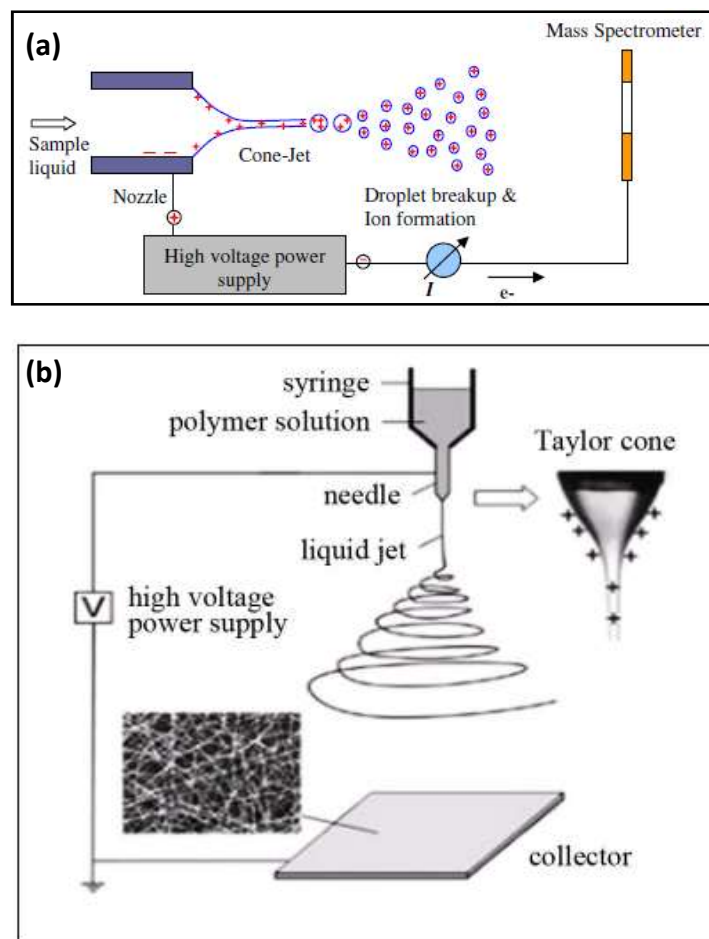 (a)
Mass Spectrometer
Sample
liquid
Cone-Jet
Nozzle
Droplet breakup &
Ion formation
High voltage power
supply
I
e-
(b)
syringe
polymer solution
Taylor cone
needle
liquid jet
V
high voltage
power supply
collector